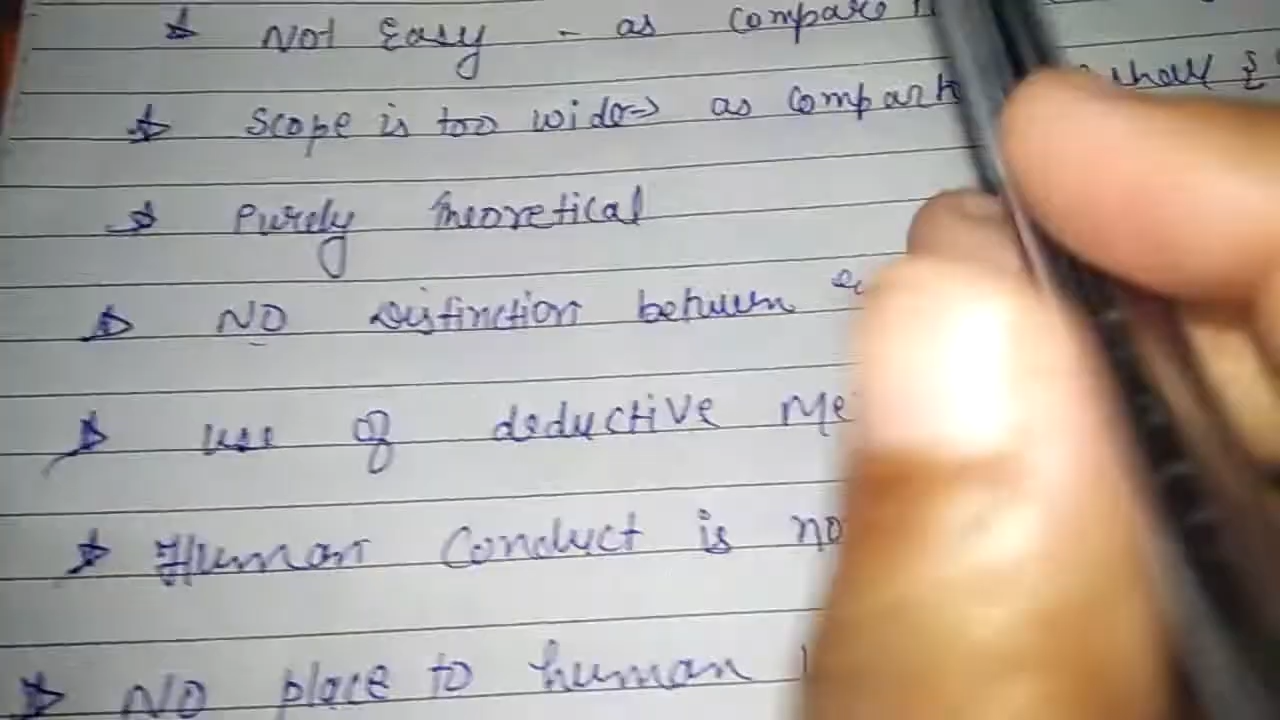 Not Easy - as compare
Scope is too wide→ as compar
Purely theoretical
NO Distinction between
use of deductive Me
Human Conduct is no
NO place to human